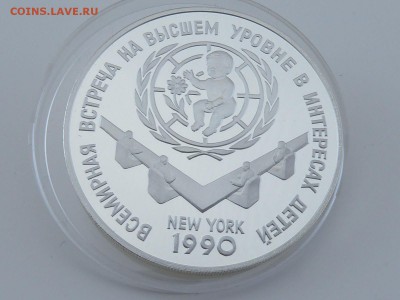 COINS.LAVE.RU
ВСЕМИРНАЯ ВСТРЕЧА НА ВЫСШЕМ УРОВНЕ В ИНТЕРЕСАХ ДЕТЕЙ
NEW YORK
1990